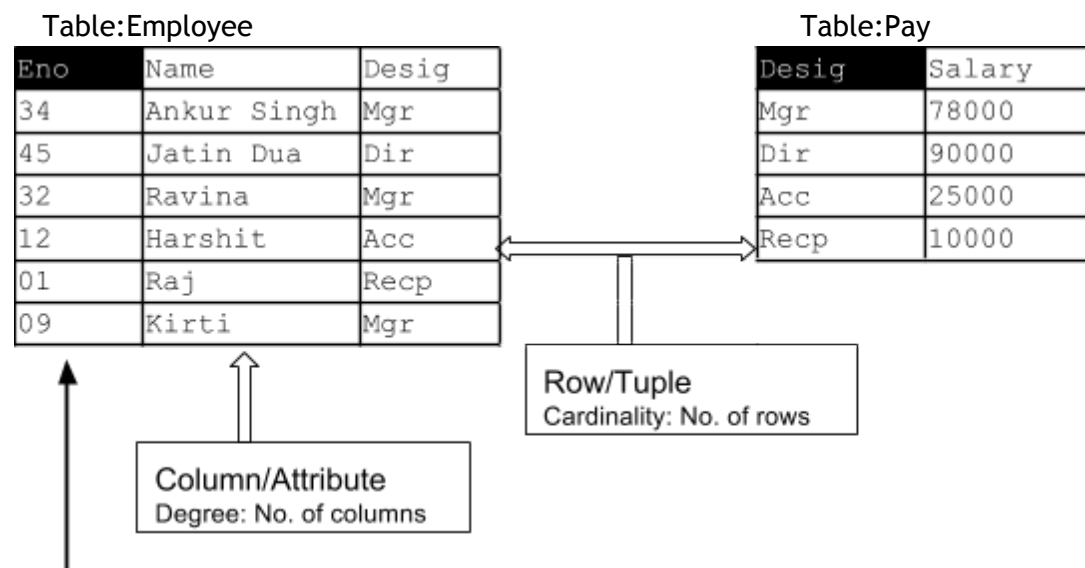 Table:Employee Table:Pay
Eno Name Desig Desig Salary
34 Ankur Singh Mgr Mgr 78000
45 Jatin Dua Dir Dir 90000
32 Ravina Mgr Acc 25000
12 Harshit Acc Recp 10000
01 Raj Recp
09 Kirti Mgr
Row/Tuple
Cardinality: No. of rows
Column/Attribute
Degree: No. of columns